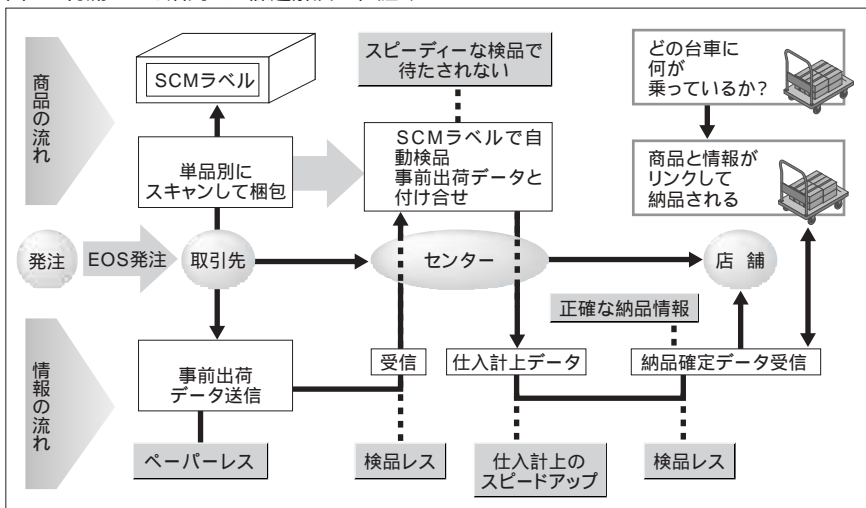 商品の流れ
SCMラベル
スピーディーな検品で
待たされない
どの台車に
何が
乗っているか?
単品別に
スキャンして梱包
SCMラベルで自
動検品
事前出荷データと
付け合せ
商品と情報が
リンクして
納品される
発注
EOS発注
取引先
センター
店 舗
正確な納品情報
情報の流れ
事前出荷
データ送信
受信
仕入計上データ
納品確定データ受信
ペーパーレス
検品レス
仕入計上の
スピードアップ
検品レス